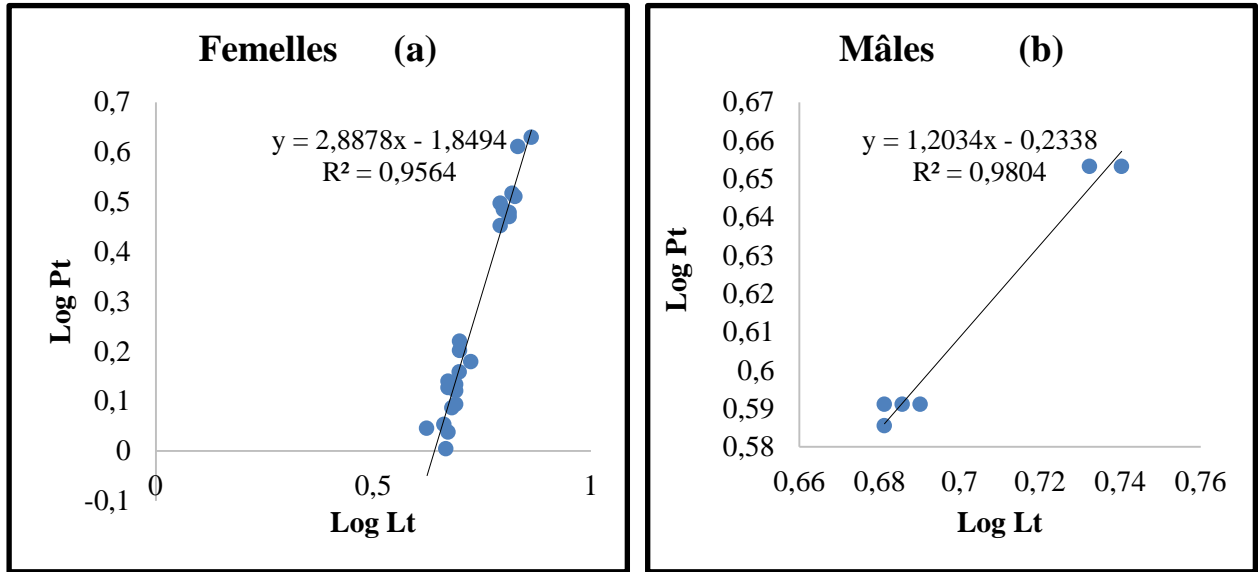 Femelles (a)
0,7
0,6
0,5
0,4
0,3
0,2
0,1
0
-0,1
Log Pt
y = 2,8878x - 1,8494
R² = 0,9564
0
0,5
1
Log Lt
Mâles (b)
0,67
0,66
0,65
0,64
0,63
0,62
0,61
0,6
0,59
0,58
Log Pt
y = 1,2034x - 0,2338
R² = 0,9804
0,66
0,68
0,7
0,72
0,74
0,76
Log Lt